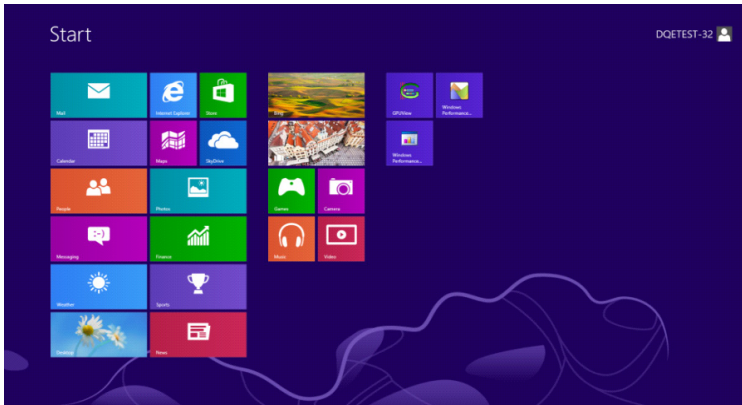 Start
DQETEST-32
Mail
Internet Explorer
Store
Bing
GPUView
Windows
Performance...
Calendar
Maps
SkyDrive
Windows
Performance...
People
Photos
Games
Camera
Messaging
Finance
Music
Video
Weather
Sports
Desktop
News